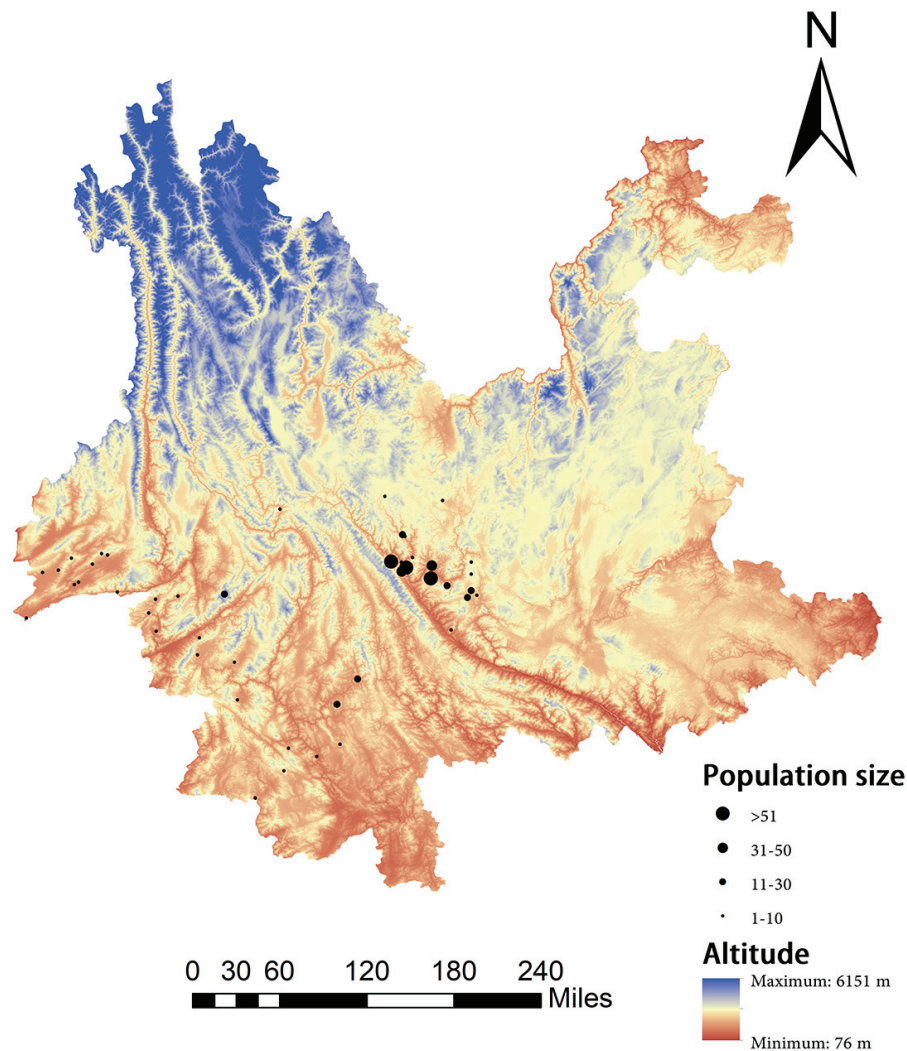 N
Population size
>51
31-50
11-30
1-10
Altitude
Maximum: 6151 m
Minimum: 76 m
0 30 60 120 180 240
Miles